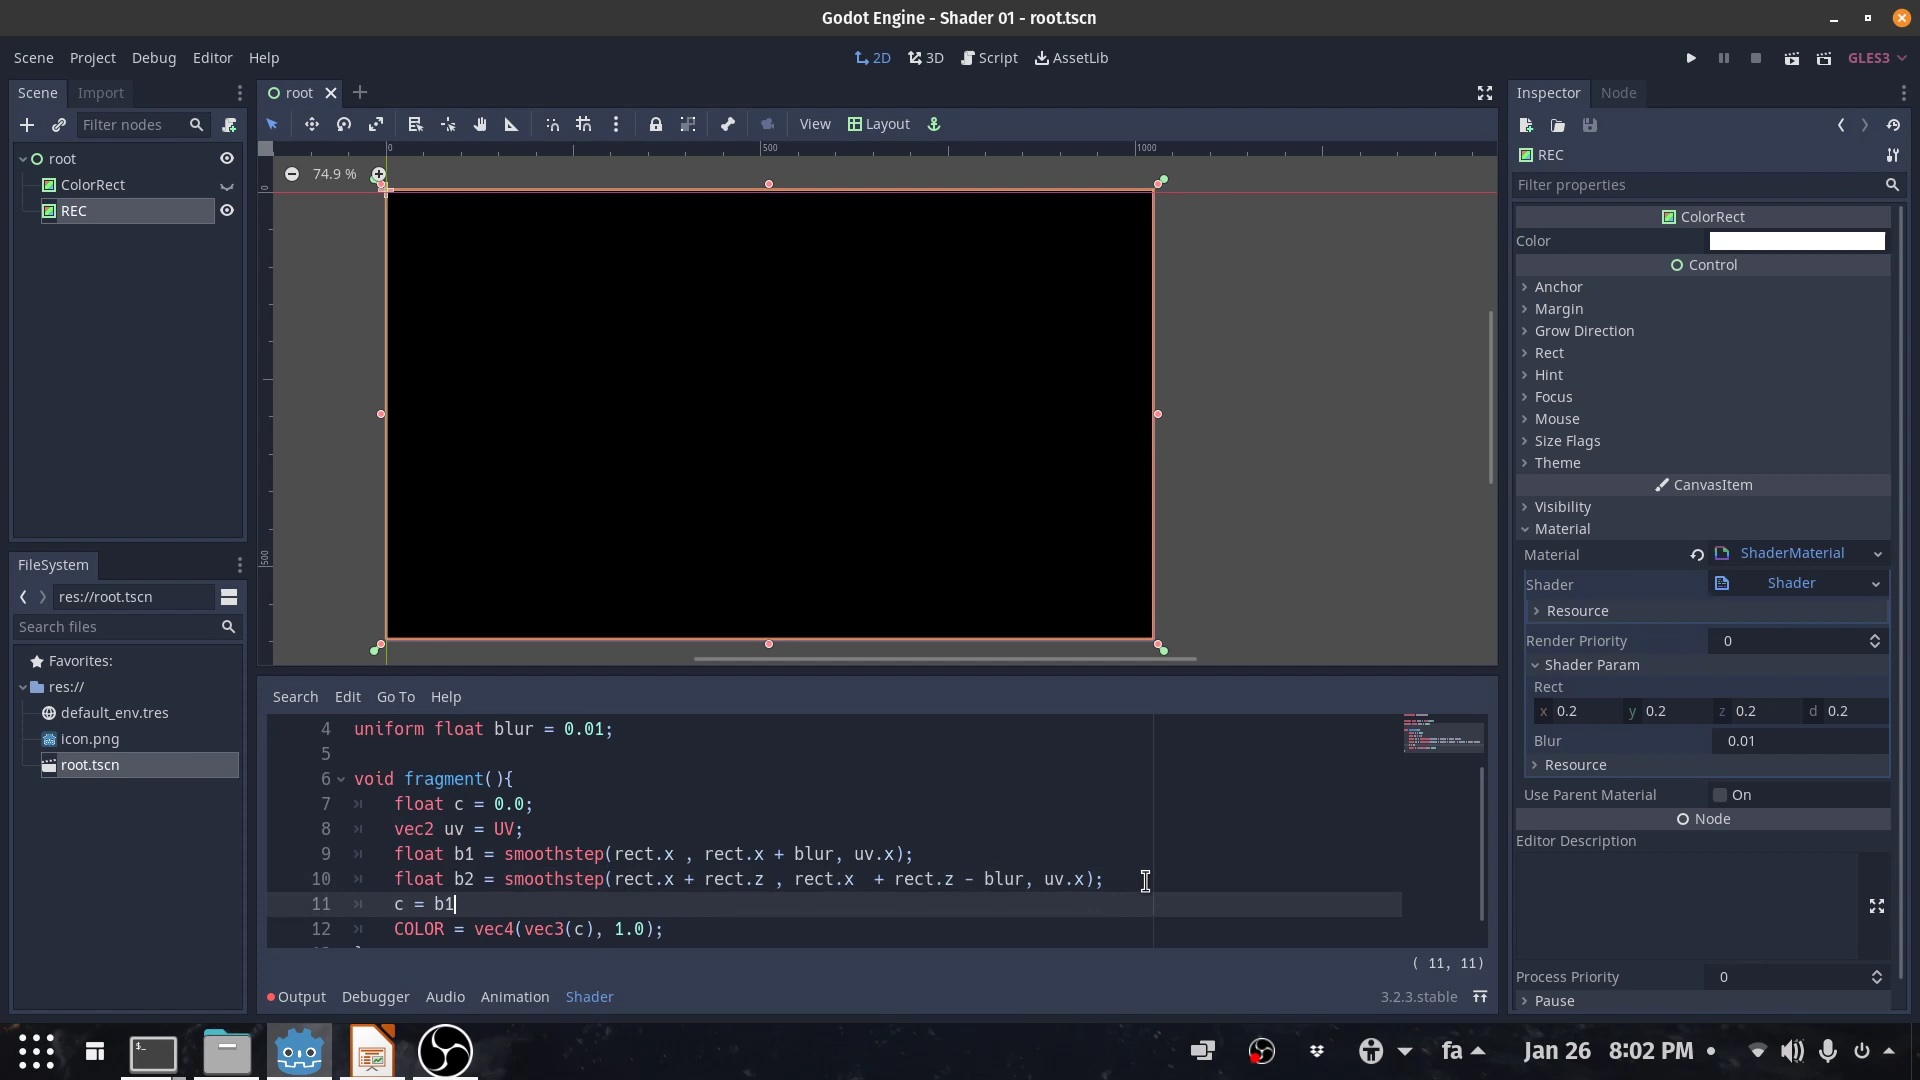 Godot Engine - Shader 01 - root.tscn
Scene Project Debug Editor Help
2D 3D Script AssetLib
GLES3
Scene Import
root
Inspector Node
Filter nodes
View Layout
root
ColorRect
REC
0 500 1000
74.9 %
0
500
REC
Filter properties
ColorRect
Color
Control
Anchor
Margin
Grow Direction
Rect
Hint
Focus
Mouse
Size Flags
Theme
CanvasItem
Visibility
Material
Material ShaderMaterial
Shader Shader
Resource
Render Priority 0
Shader Param
Rect
x 0.2 y 0.2 z 0.2 d 0.2
Blur 0.01
Resource
Use Parent Material On
Node
Editor Description
Process Priority 0
Pause
FileSystem
res://root.tscn
Search files
Favorites:
res://
default_env.tres
icon.png
root.tscn
Search Edit Go To Help
4 uniform float blur = 0.01;
5
6 void fragment(){
7 float c = 0.0;
8 vec2 uv = UV;
9 float b1 = smoothstep(rect.x , rect.x + blur, uv.x);
10 float b2 = smoothstep(rect.x + rect.z , rect.x  + rect.z - blur, uv.x);
11 c = b1
12 COLOR = vec4(vec3(c), 1.0);
( 11, 11)
Output Debugger Audio Animation Shader
3.2.3.stable
fa
Jan 26 8:02 PM